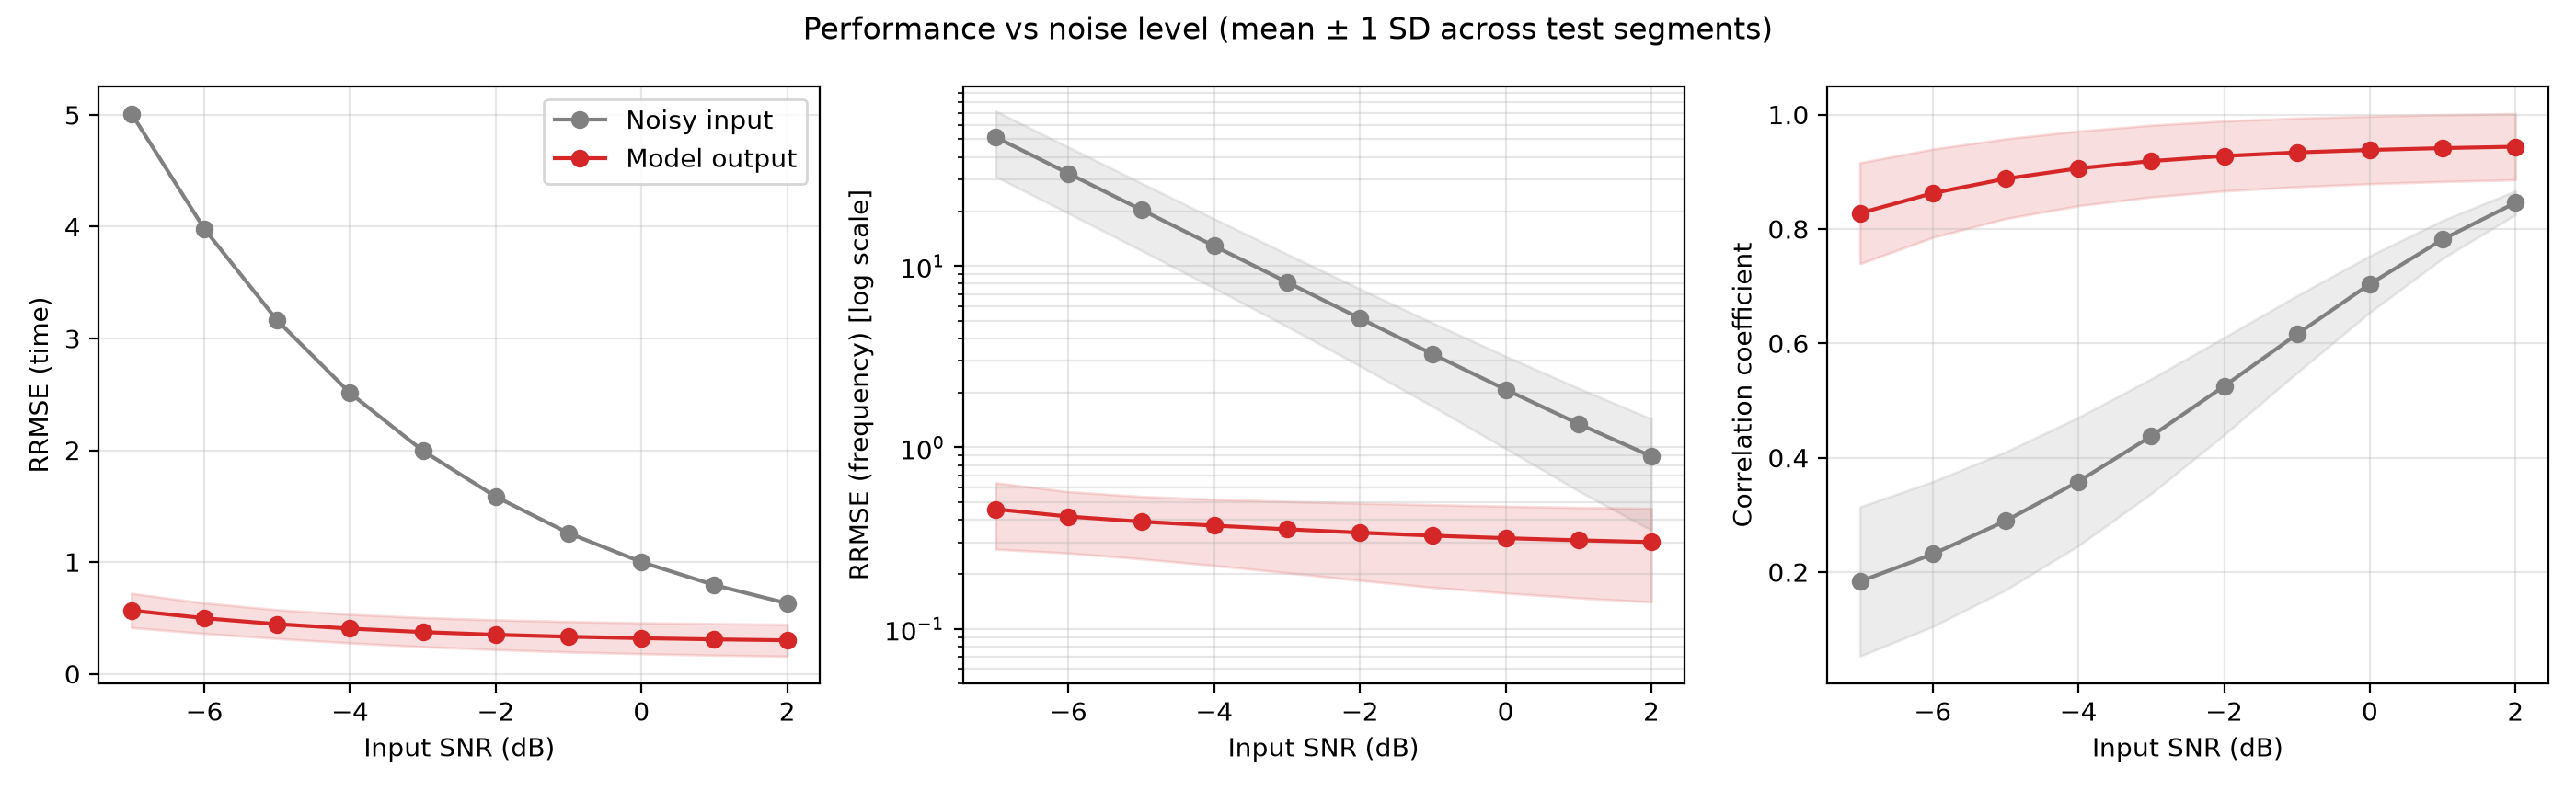 Performance vs noise level (mean ± 1 SD across test segments)
RRMSE (time)
5
4
3
2
1
0
Noisy input
Model output
−6 −4 −2 0 2
Input SNR (dB)
RRMSE (frequency) [log scale]
10¹
10⁰
10⁻¹
−6 −4 −2 0 2
Input SNR (dB)
Correlation coefficient
1.0
0.8
0.6
0.4
0.2
−6 −4 −2 0 2
Input SNR (dB)